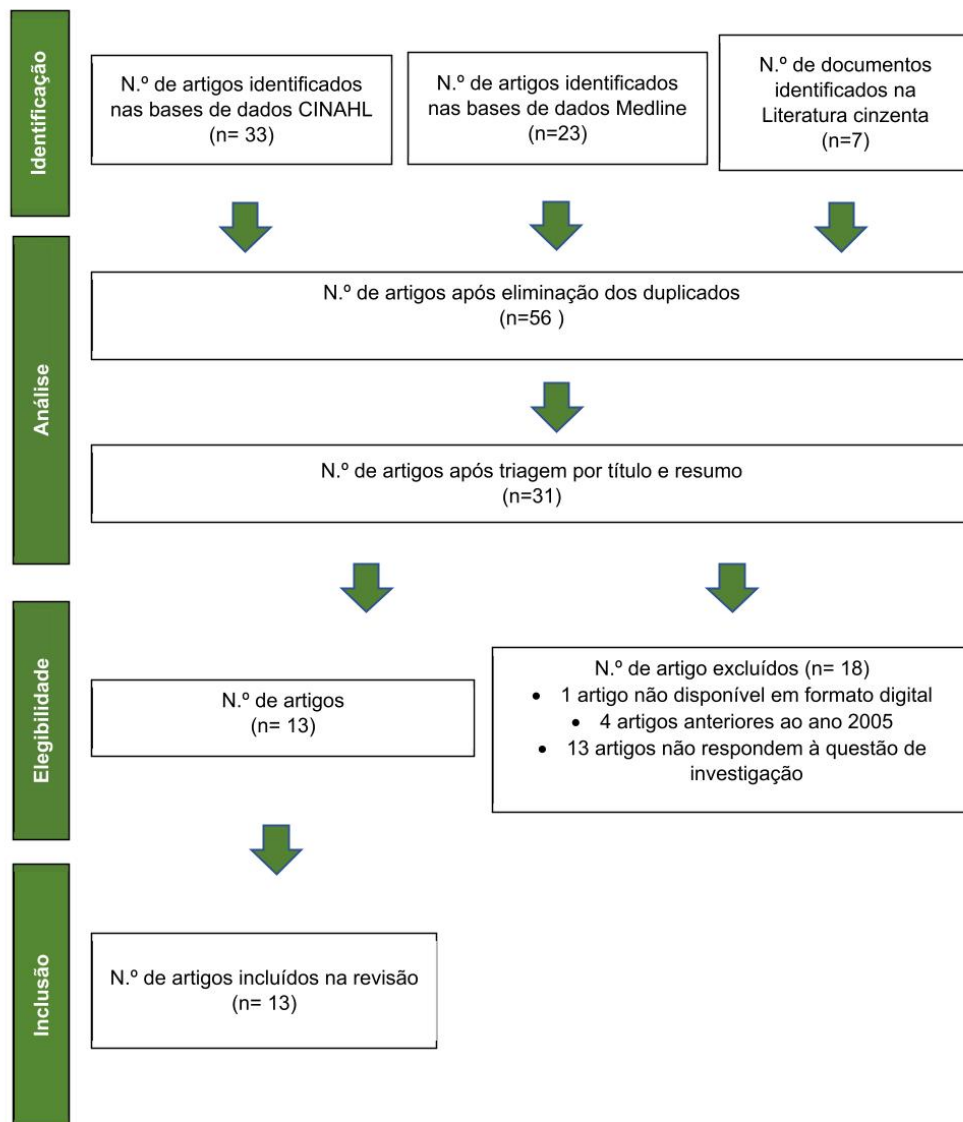 Identificação
N.º de artigos identificados
nas bases de dados CINAHL
(n= 33)
N.º de artigos identificados
nas bases de dados Medline
(n=23)
N.º de documentos
identificados na
Literatura cinzenta
(n=7)
Análise
N.º de artigos após eliminação dos duplicados
(n=56 )
N.º de artigos após triagem por título e resumo
(n=31)
Elegibilidade
N.º de artigos
(n= 13)
N.º de artigo excluídos (n= 18)
• 1 artigo não disponível em formato digital
• 4 artigos anteriores ao ano 2005
• 13 artigos não respondem à questão de
investigação
Inclusão
N.º de artigos incluídos na revisão
(n= 13)